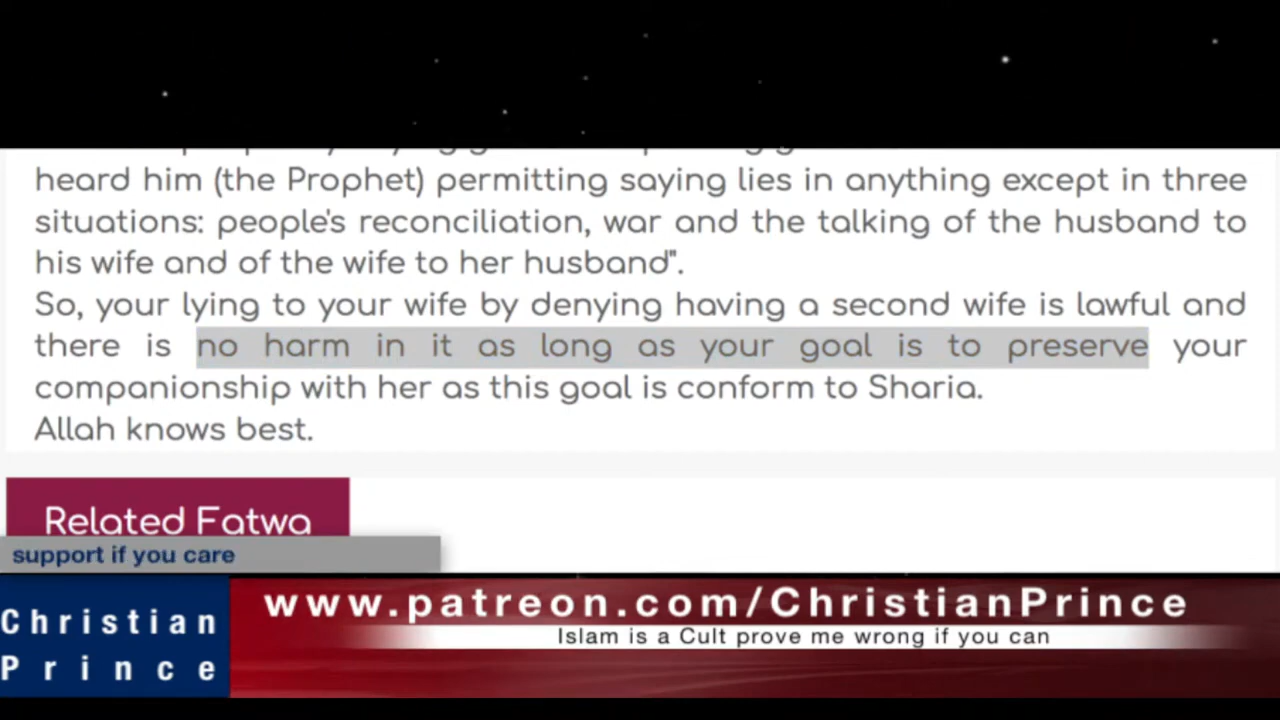 heard him (the Prophet) permitting saying lies in anything except in three
situations: people's reconciliation, war and the talking of the husband to
his wife and of the wife to her husband".
So, your lying to your wife by denying having a second wife is lawful and
there is no harm in it as long as your goal is to preserve your
companionship with her as this goal is conform to Sharia.
Allah knows best.
Related Fatwa
support if you care
Christian
Prince
www.patreon.com/ChristianPrince
Islam is a Cult prove me wrong if you can